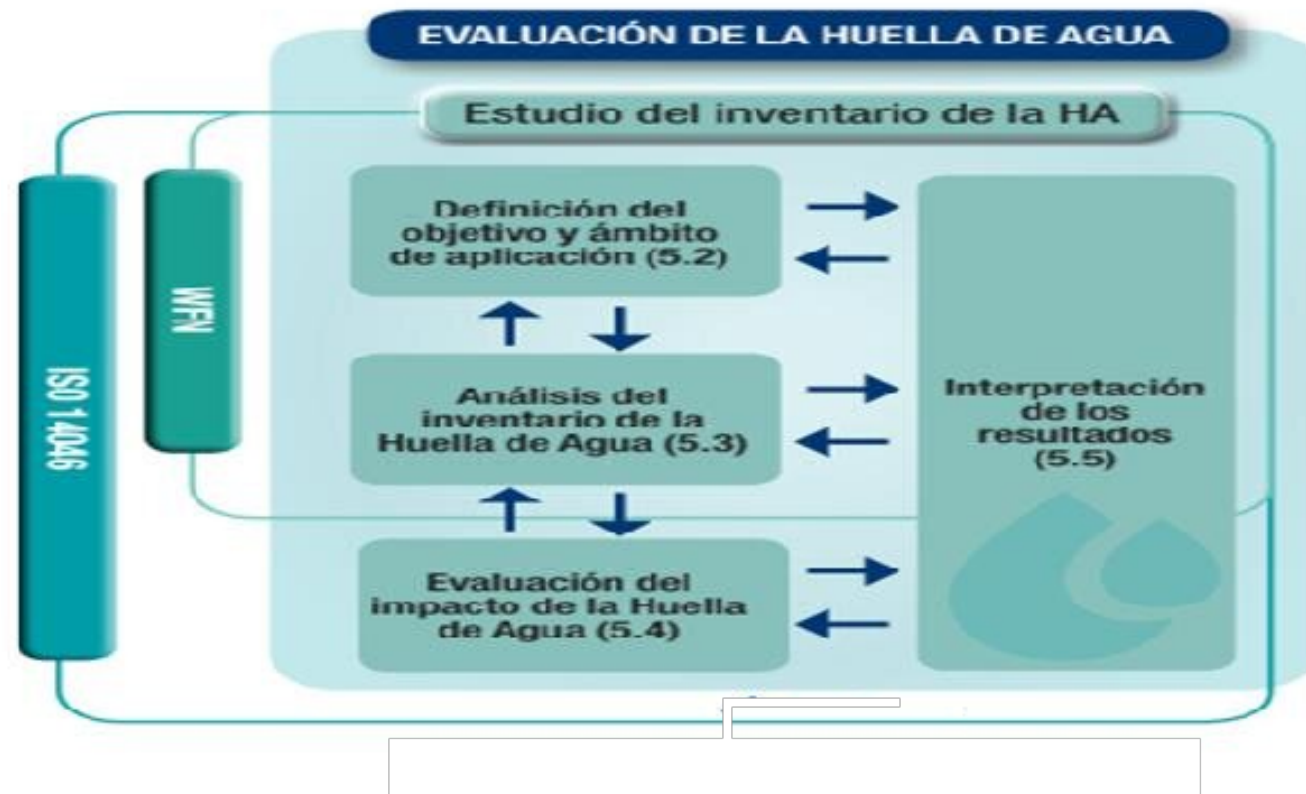 EVALUACIÓN DE LA HUELLA DE AGUA
Estudio del inventario de la HA
ISO 14046
WFN
Definición del
objetivo y ámbito
de aplicación (5.2)
Análisis del
inventario de la
Huella de Agua (5.3)
Evaluación del
impacto de la Huella
de Agua (5.4)
Interpretación
de los
resultados
(5.5)